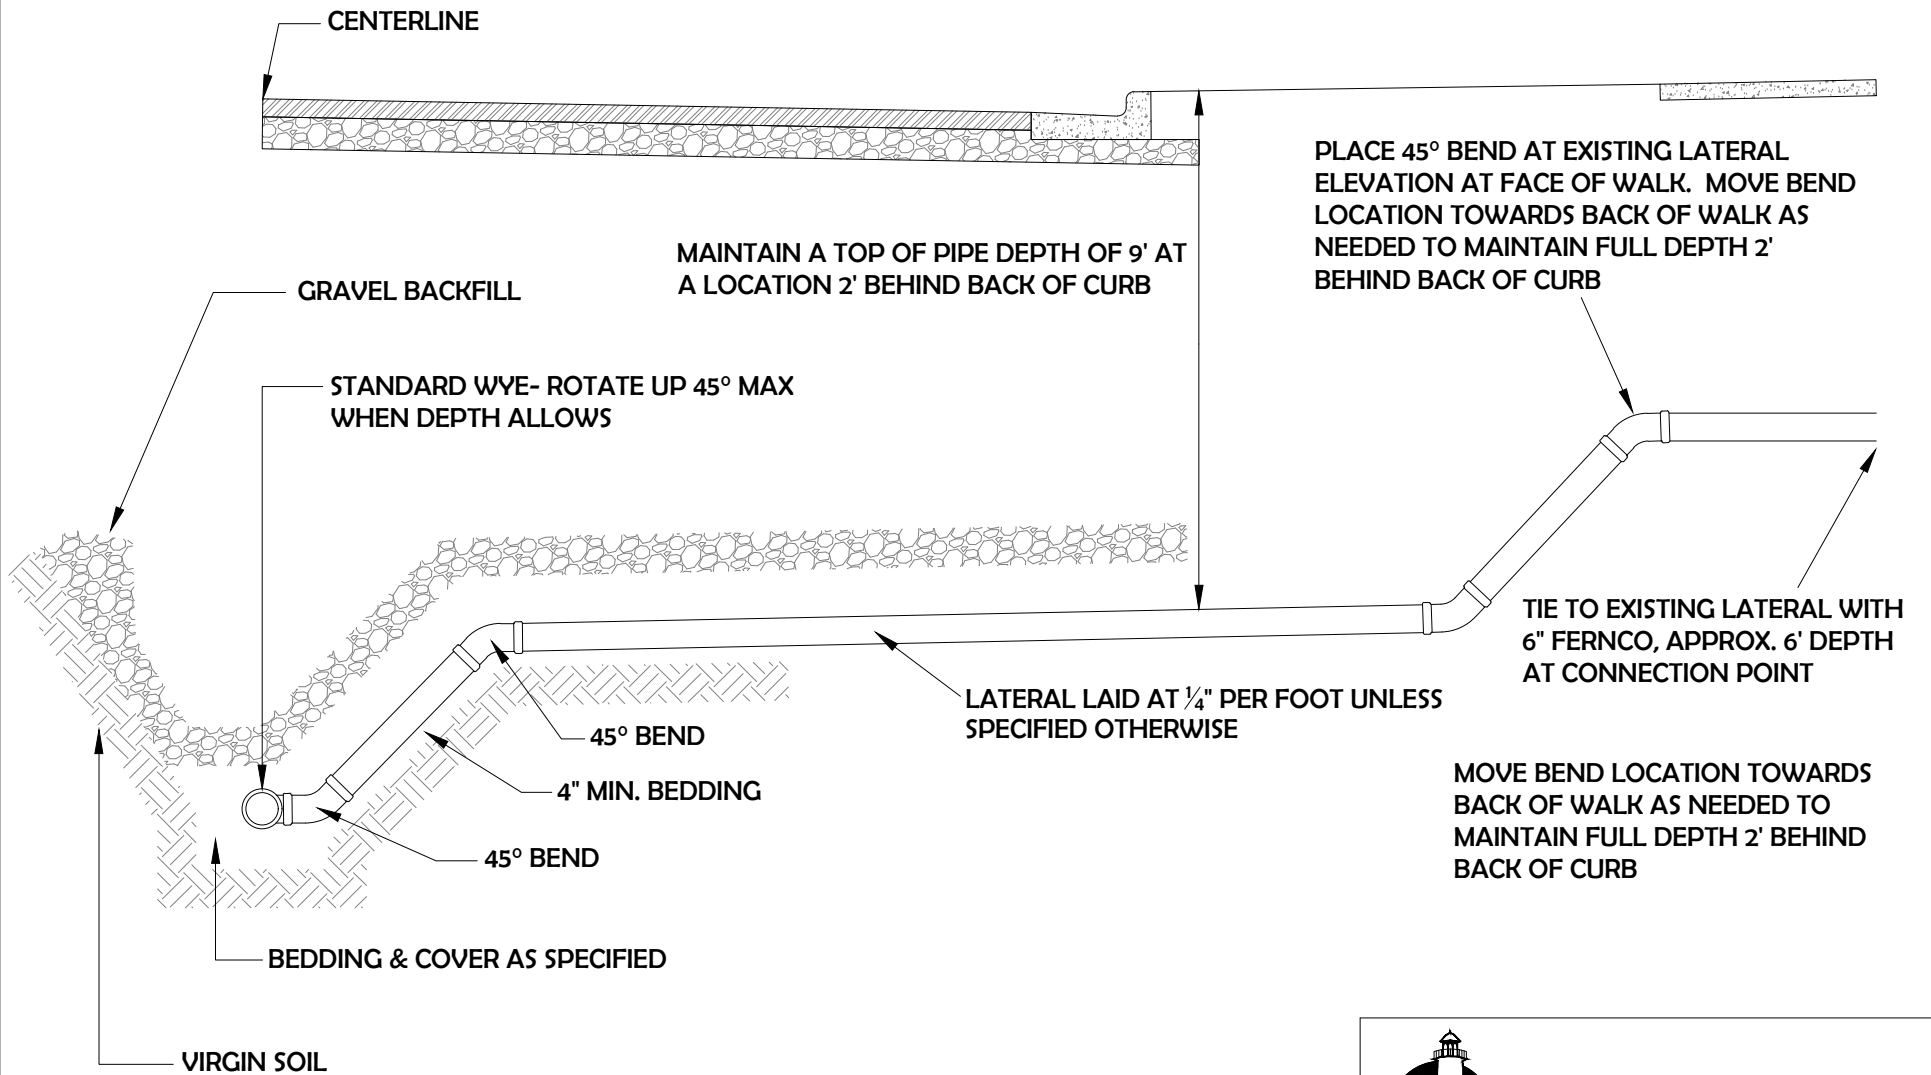 CENTERLINE
PLACE 45° BEND AT EXISTING LATERAL
ELEVATION AT FACE OF WALK. MOVE BEND
LOCATION TOWARDS BACK OF WALK AS
NEEDED TO MAINTAIN FULL DEPTH 2'
BEHIND BACK OF CURB
MAINTAIN A TOP OF PIPE DEPTH OF 9' AT
A LOCATION 2' BEHIND BACK OF CURB
GRAVEL BACKFILL
STANDARD WYE- ROTATE UP 45° MAX
WHEN DEPTH ALLOWS
TIE TO EXISTING LATERAL WITH
6" FERNCO, APPROX. 6' DEPTH
AT CONNECTION POINT
LATERAL LAID AT ¼" PER FOOT UNLESS
SPECIFIED OTHERWISE
45° BEND
4" MIN. BEDDING
45° BEND
MOVE BEND LOCATION TOWARDS
BACK OF WALK AS NEEDED TO
MAINTAIN FULL DEPTH 2' BEHIND
BACK OF CURB
BEDDING & COVER AS SPECIFIED
VIRGIN SOIL